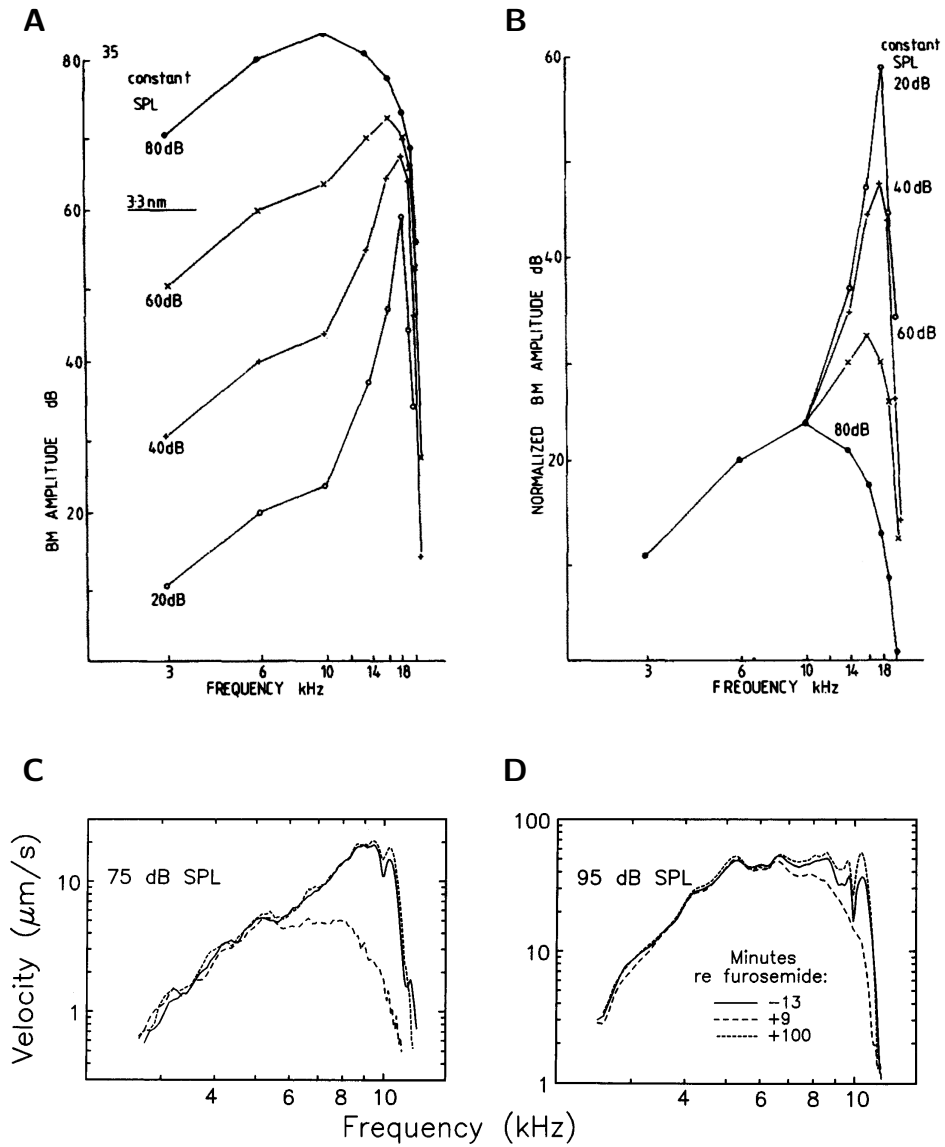 A
35
80
constant
SPL
80dB
3·3nm
60
60dB
BM AMPLITUDE dB
40
40dB
20
20dB
3 6 10 14 18
FREQUENCY kHz
B
60
constant
SPL
20dB
40dB
NORMALIZED BM AMPLITUDE dB
40
60dB
80dB
20
3 6 10 14 18
FREQUENCY kHz
C
75 dB SPL
10
1
Velocity (μm/s)
4 6 8 10
D
100
95 dB SPL
10
Minutes
re furosemide:
−13
+9
+100
1
4 6 8 10
Frequency (kHz)